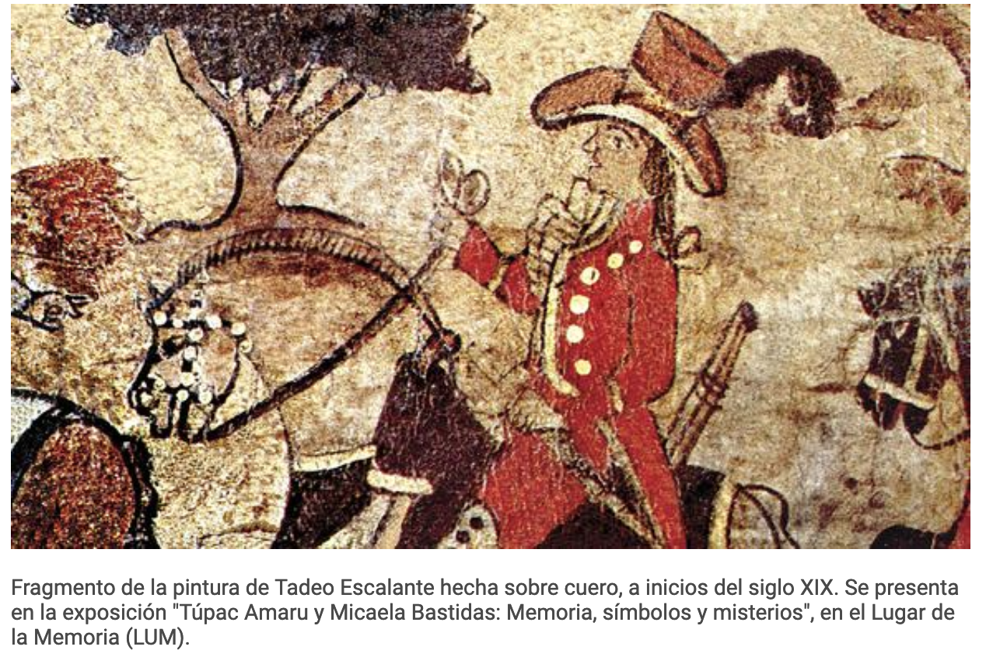 Fragmento de la pintura de Tadeo Escalante hecha sobre cuero, a inicios del siglo XIX. Se presenta
en la exposición "Túpac Amaru y Micaela Bastidas: Memoria, símbolos y misterios", en el Lugar de
la Memoria (LUM).